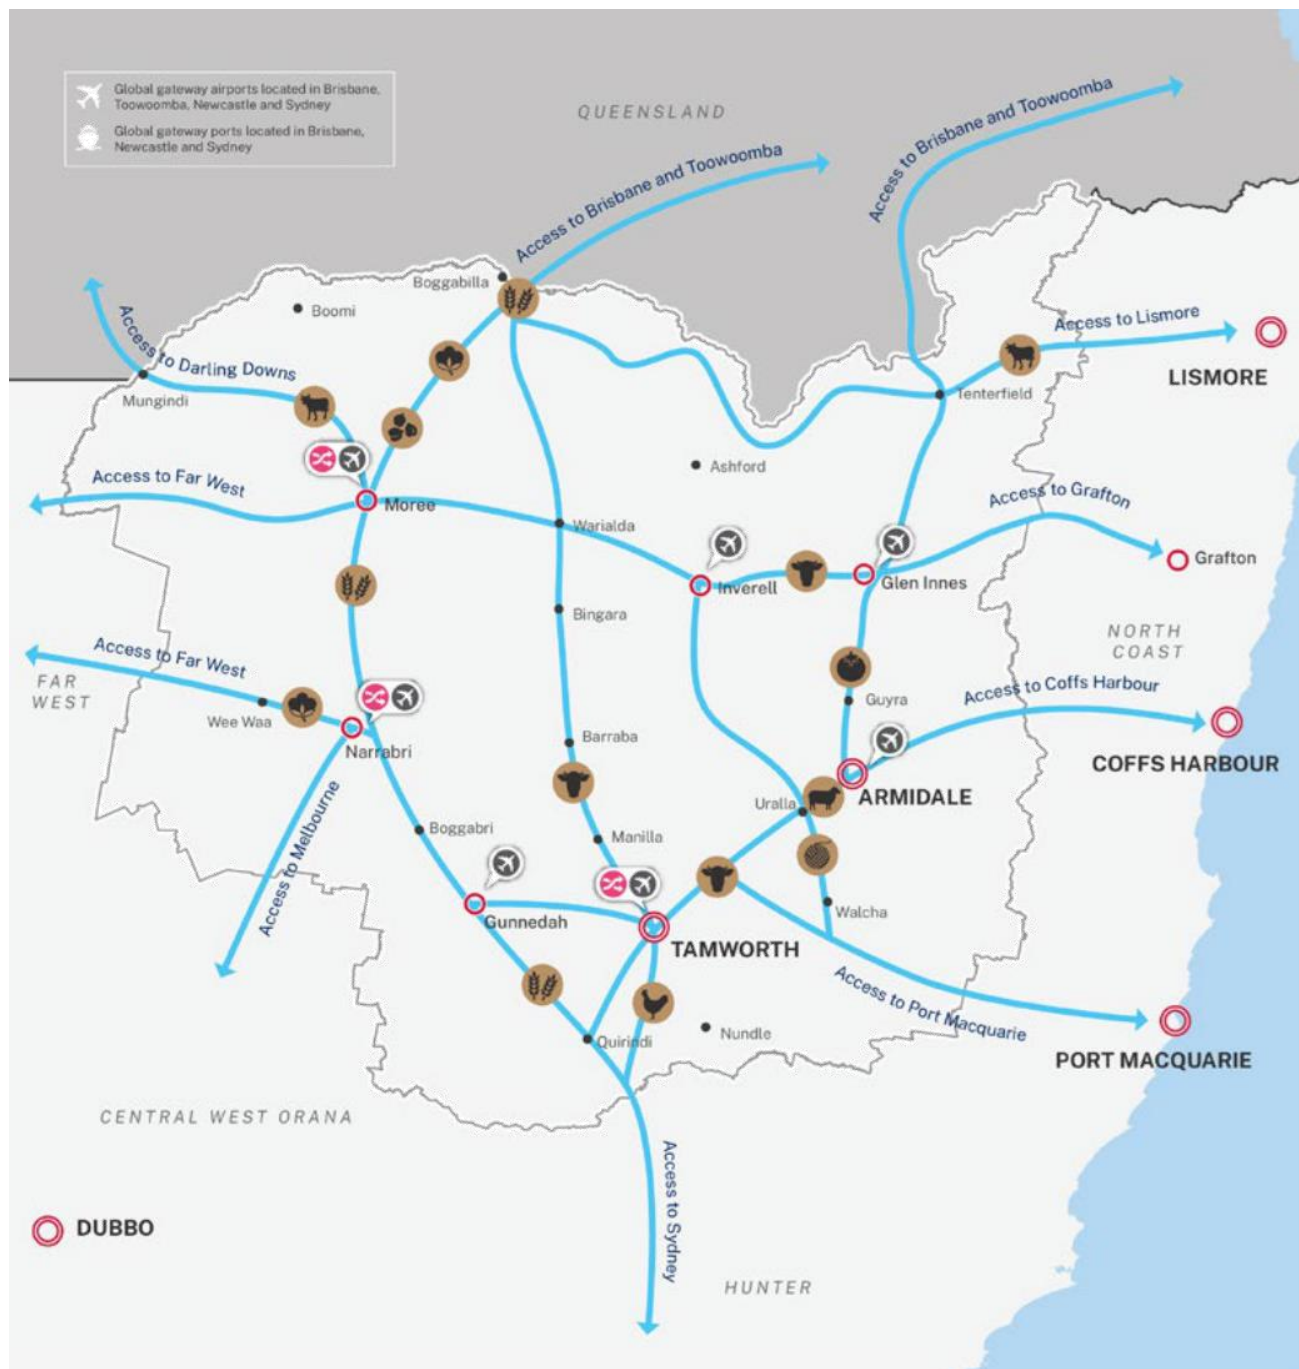 Global gateway airports located in Brisbane,
Toowoomba, Newcastle and Sydney
Global gateway ports located in Brisbane,
Newcastle and Sydney
QUEENSLAND
Access to Brisbane and Toowoomba
Access to Brisbane and Toowoomba
Boggabilla
Boomi
Access to Darling Downs
Mungindi
Access to Lismore
LISMORE
Tenterfield
Ashford
Access to Far West
Moree
Warialda
Access to Grafton
Grafton
Inverell
Glen Innes
Bingara
NORTH
COAST
Access to Far West
FAR
WEST
Wee Waa
Narrabri
Guyra
Access to Coffs Harbour
COFFS HARBOUR
Barraba
ARMIDALE
Uralla
Boggabri
Manilla
Access to Melbourne
Gunnedah
Walcha
TAMWORTH
Access to Port Macquarie
PORT MACQUARIE
Quirindi
Nundle
CENTRAL WEST ORANA
Access to Sydney
DUBBO
HUNTER